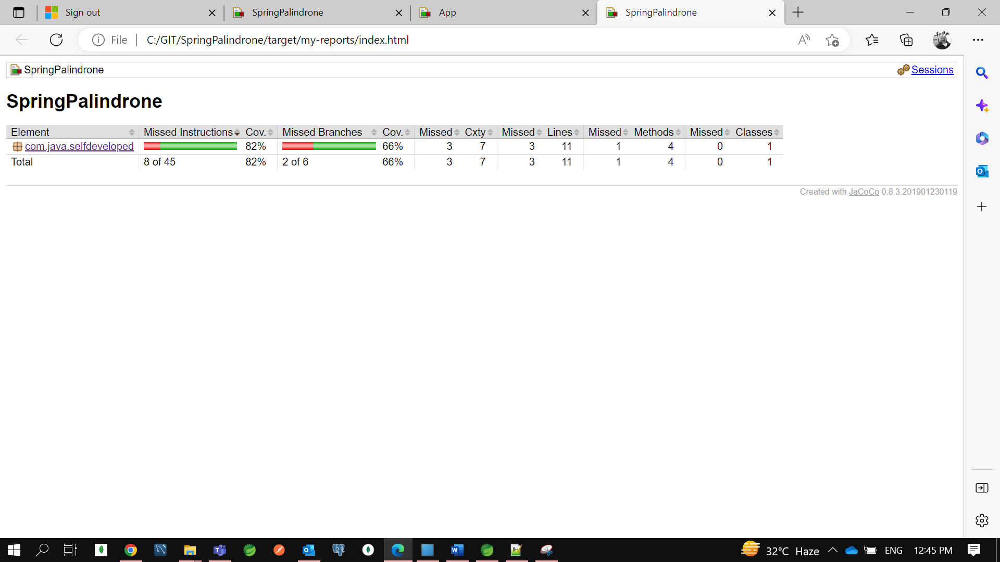 Sign out
SpringPalindrone
App
SpringPalindrone
File
C:/GIT/SpringPalindrone/target/my-reports/index.html
SpringPalindrone
Sessions
SpringPalindrone
Element Missed Instructions Cov. Missed Branches Cov. Missed Cxty Missed Lines Missed Methods Missed Classes
com.java.selfdeveloped 82% 66% 3 7 3 11 1 4 0 1
Total 8 of 45 82% 2 of 6 66% 3 7 3 11 1 4 0 1
Created with JaCoCo 0.8.3.201901230119
32°C Haze
ENG
12:45 PM